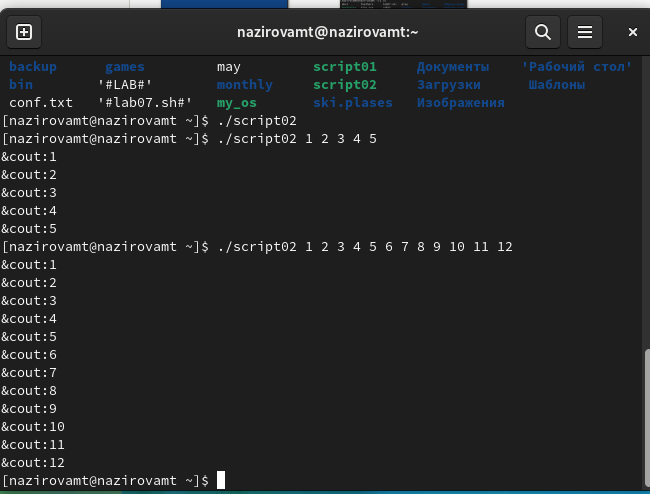 nazirovamt@nazirovamt:~
backup games may script01 Документы 'Рабочий стол'
bin '#LAB#' monthly script02 Загрузки Шаблоны
conf.txt '#lab07.sh#' my_os ski.plases Изображения
[nazirovamt@nazirovamt ~]$ ./script02
[nazirovamt@nazirovamt ~]$ ./script02 1 2 3 4 5
&cout:1
&cout:2
&cout:3
&cout:4
&cout:5
[nazirovamt@nazirovamt ~]$ ./script02 1 2 3 4 5 6 7 8 9 10 11 12
&cout:1
&cout:2
&cout:3
&cout:4
&cout:5
&cout:6
&cout:7
&cout:8
&cout:9
&cout:10
&cout:11
&cout:12
[nazirovamt@nazirovamt ~]$